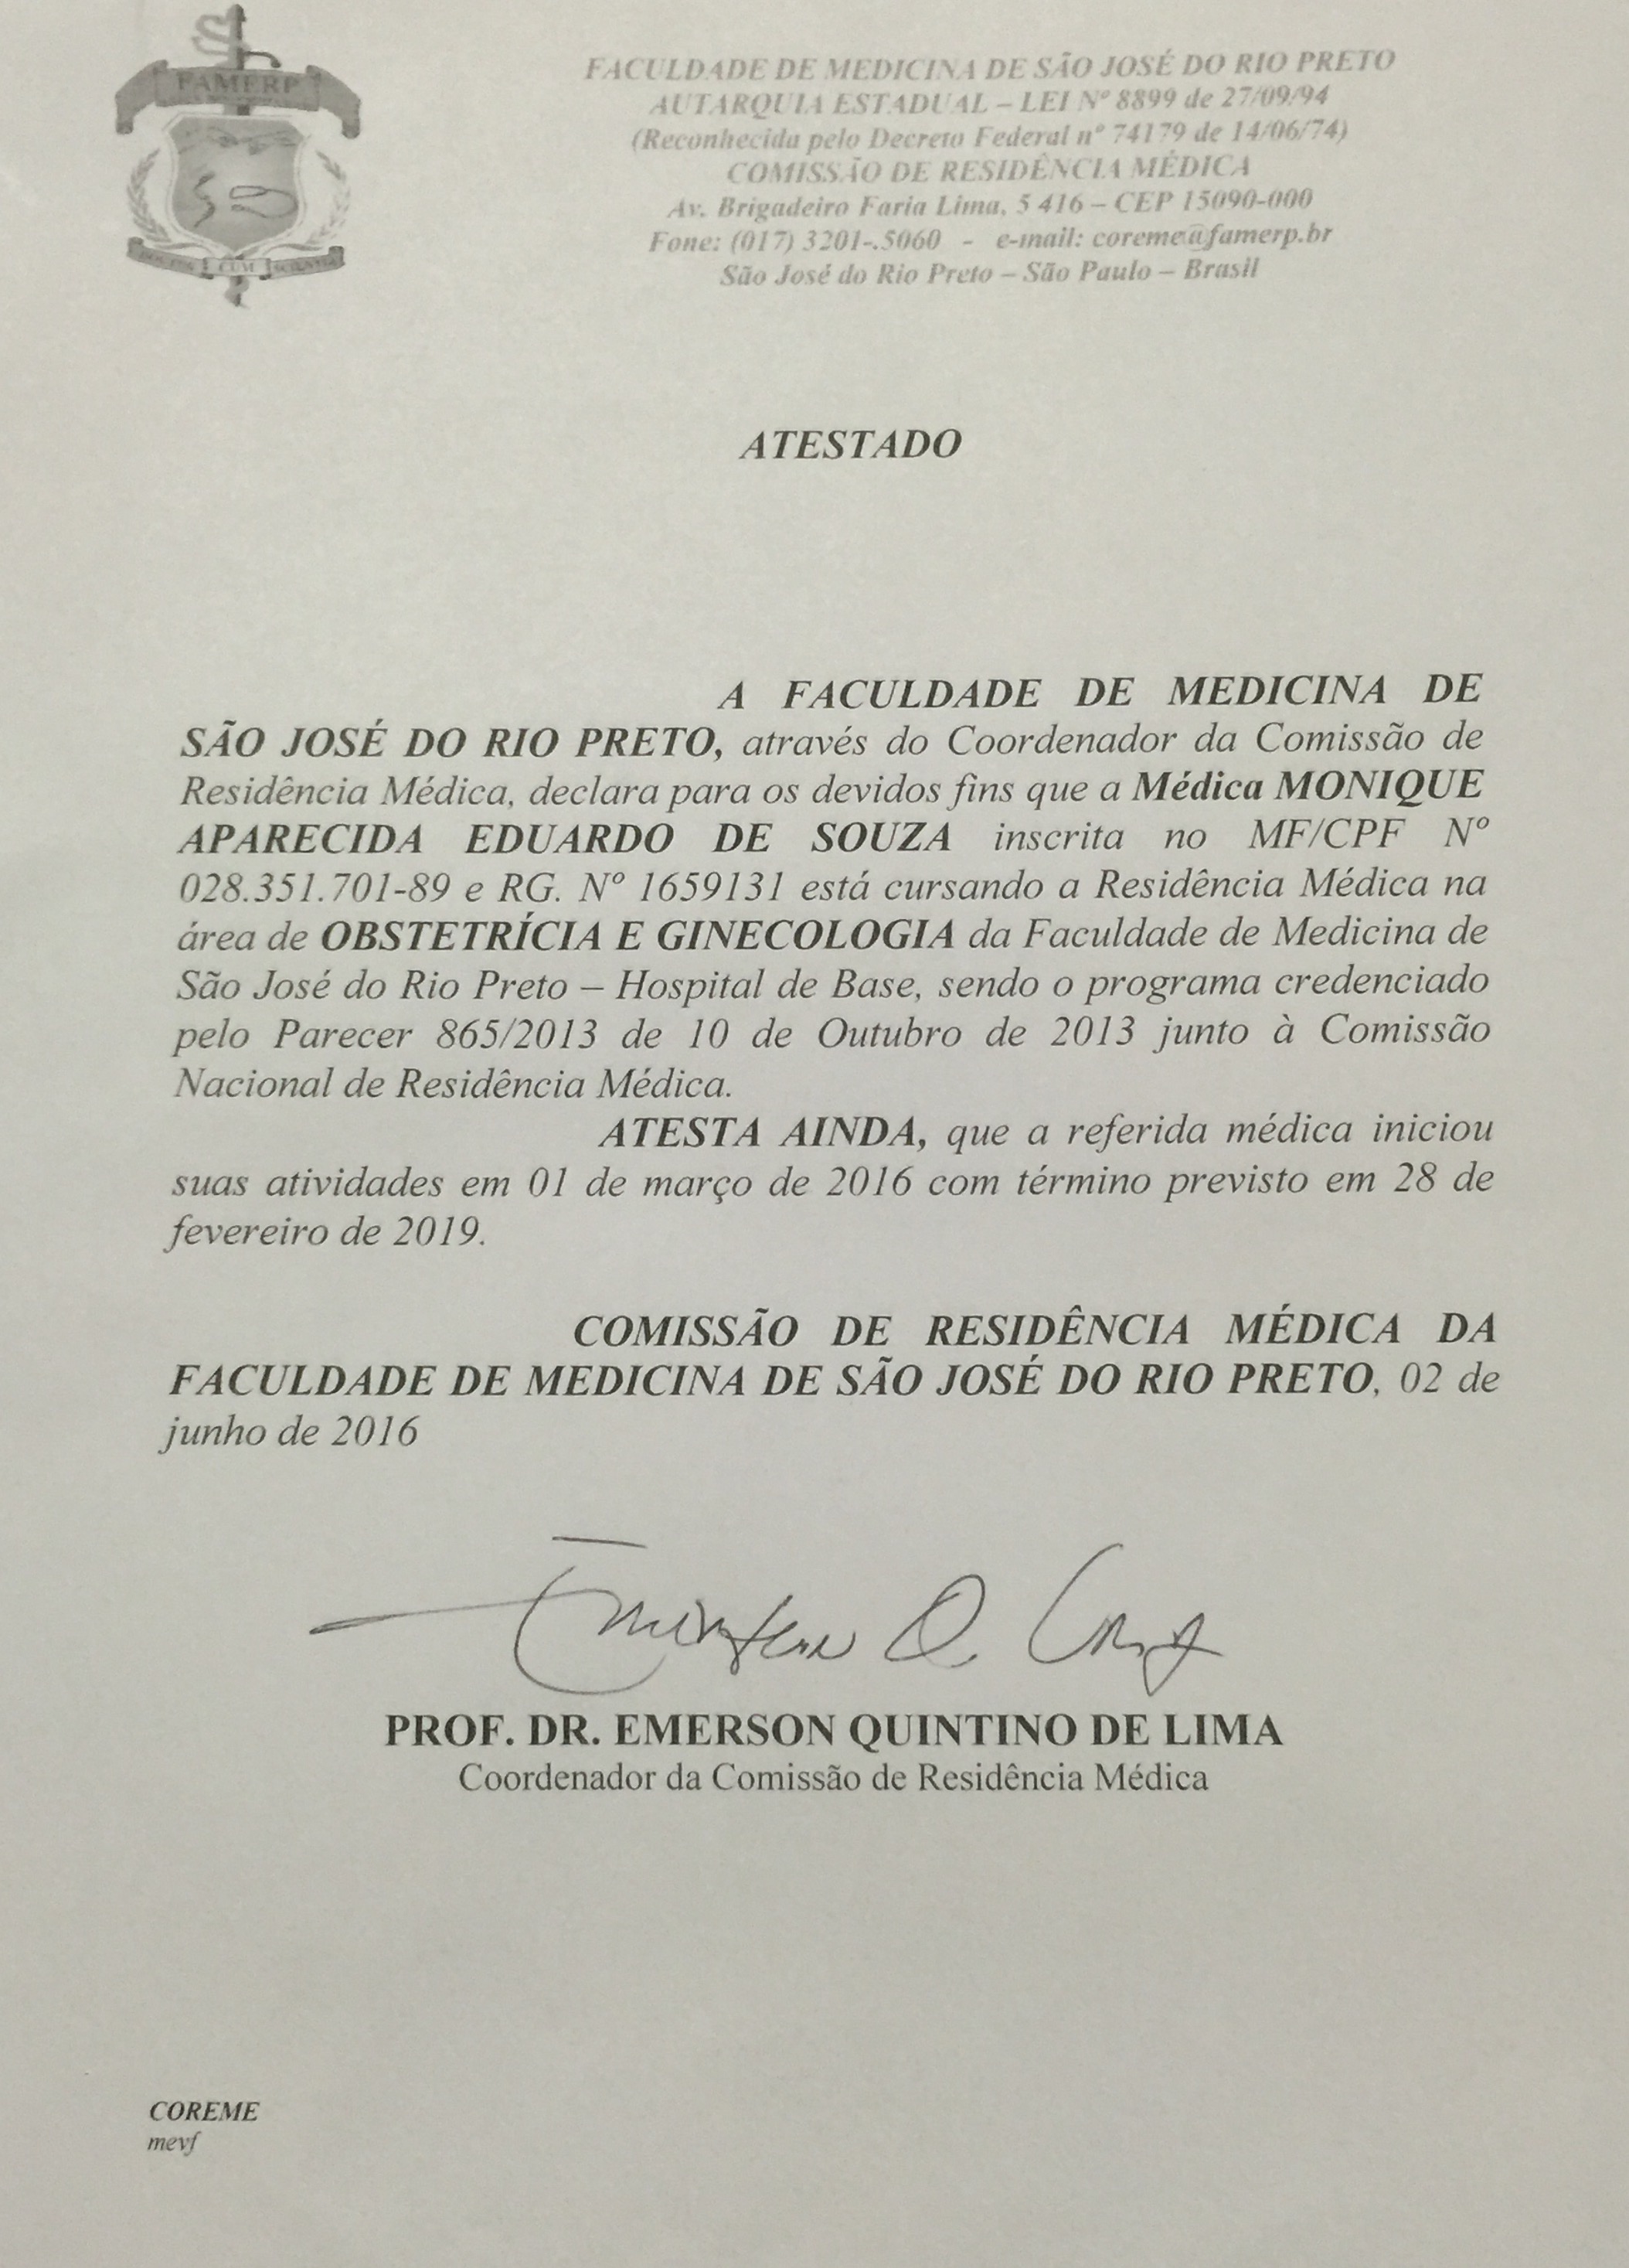 FAMERP
CUM
FACULDADE DE MEDICINA DE SÃO JOSÉ DO RIO PRETO
AUTARQUIA ESTADUAL – LEI Nº 8899 de 27/09/94
(Reconhecida pelo Decreto Federal nº 74179 de 14/06/74)
COMISSÃO DE RESIDÊNCIA MÉDICA
Av. Brigadeiro Faria Lima, 5 416 – CEP 15090-000
Fone: (017) 3201-.5060 - e-mail: coreme@famerp.br
São José do Rio Preto – São Paulo – Brasil
ATESTADO
A FACULDADE DE MEDICINA DE
SÃO JOSÉ DO RIO PRETO, através do Coordenador da Comissão de
Residência Médica, declara para os devidos fins que a Médica MONIQUE
APARECIDA EDUARDO DE SOUZA inscrita no MF/CPF Nº
028.351.701-89 e RG. Nº 1659131 está cursando a Residência Médica na
área de OBSTETRÍCIA E GINECOLOGIA da Faculdade de Medicina de
São José do Rio Preto – Hospital de Base, sendo o programa credenciado
pelo Parecer 865/2013 de 10 de Outubro de 2013 junto à Comissão
Nacional de Residência Médica.
ATESTA AINDA, que a referida médica iniciou
suas atividades em 01 de março de 2016 com término previsto em 28 de
fevereiro de 2019.
COMISSÃO DE RESIDÊNCIA MÉDICA DA
FACULDADE DE MEDICINA DE SÃO JOSÉ DO RIO PRETO, 02 de
junho de 2016
PROF. DR. EMERSON QUINTINO DE LIMA
Coordenador da Comissão de Residência Médica
COREME
mevf